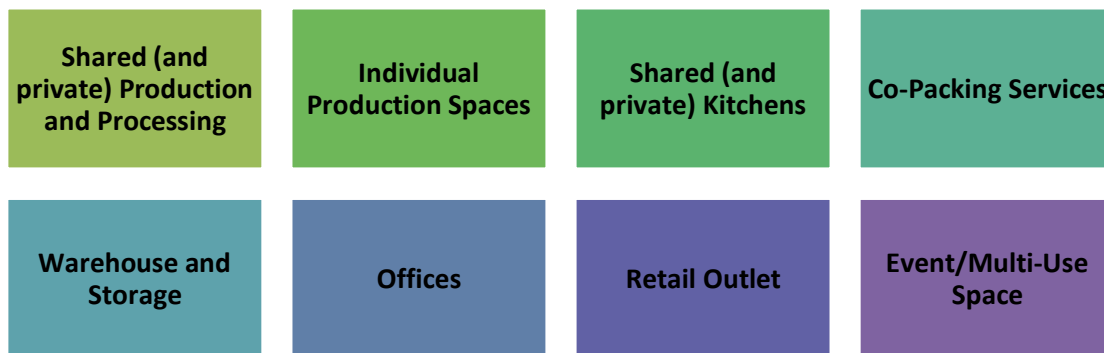 Shared (and
private) Production
and Processing
Individual
Production Spaces
Shared (and
private) Kitchens
Co-Packing Services
Warehouse and
Storage
Offices
Retail Outlet
Event/Multi-Use
Space